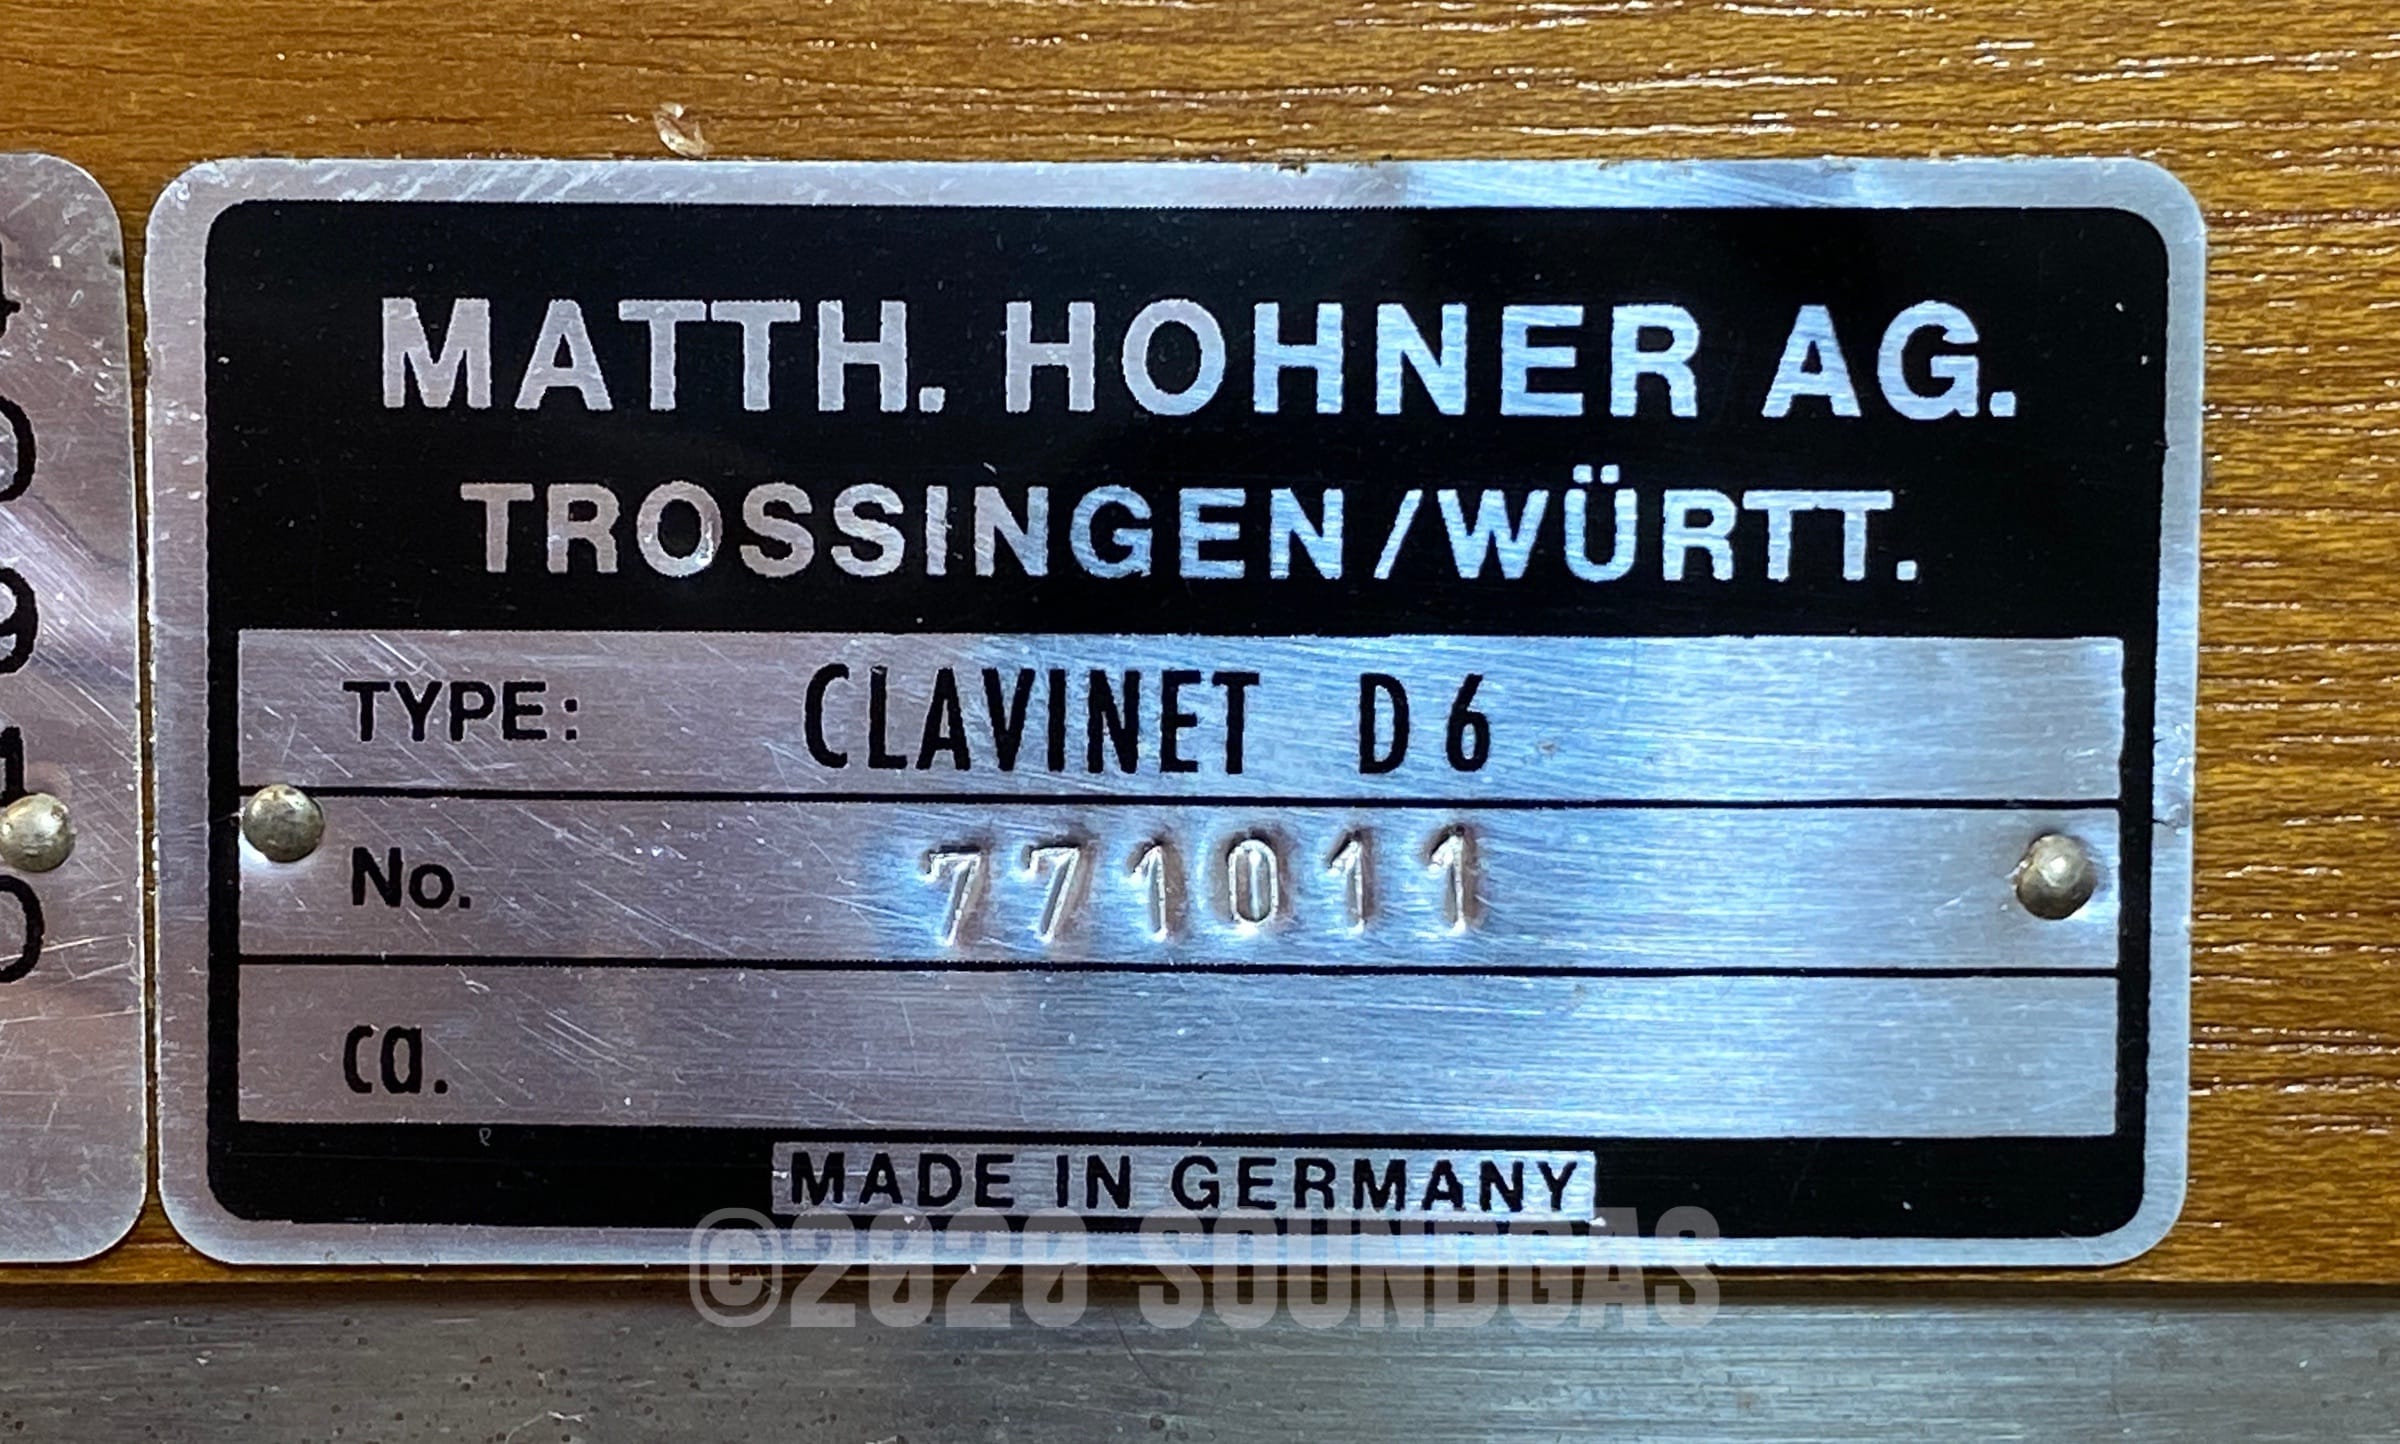 MATTH. HOHNER AG.
TROSSINGEN/WÜRTT.
TYPE: CLAVINET D6
No. 771011
ca.
MADE IN GERMANY
©2020 SOUNDGAS